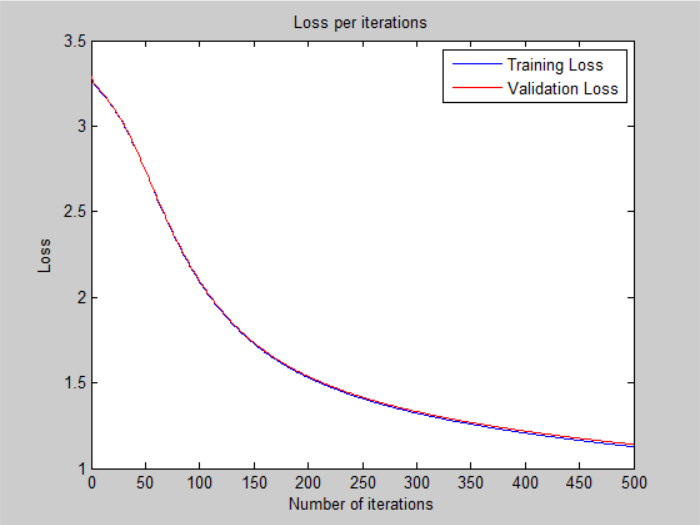 Loss per iterations
3.5
3
2.5
2
1.5
1
Loss
Training Loss
Validation Loss
0 50 100 150 200 250 300 350 400 450 500
Number of iterations